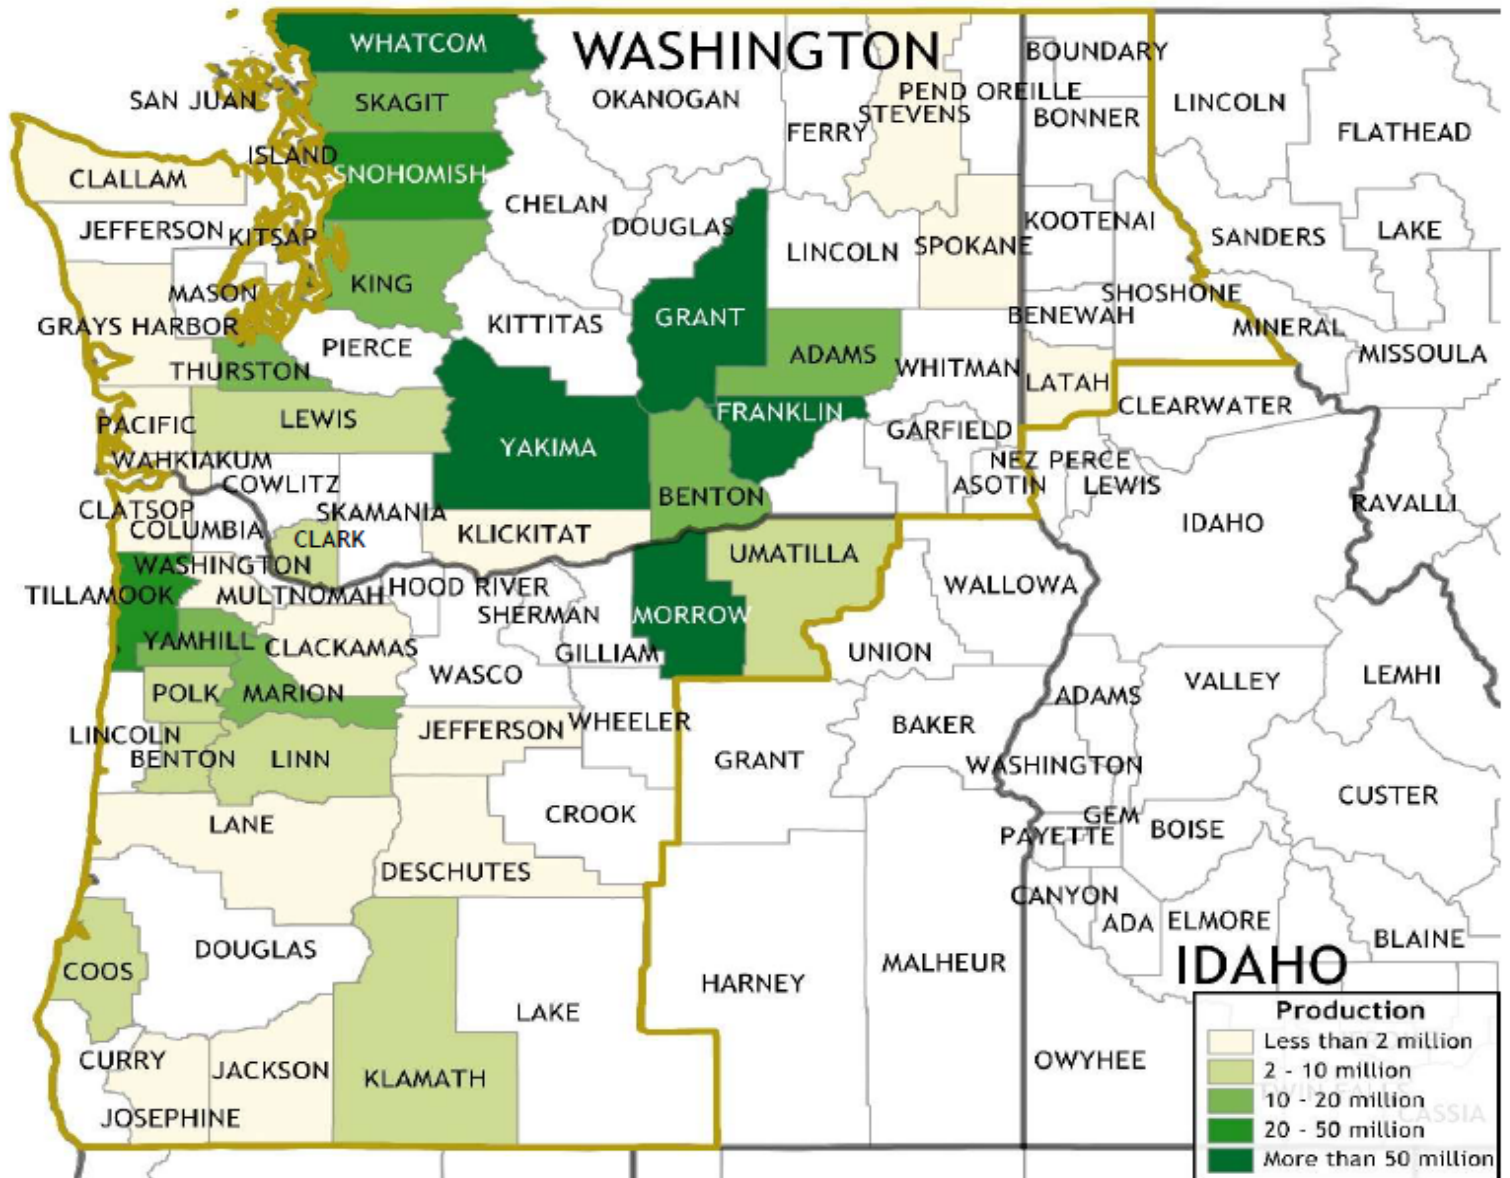 WASHINGTON
WHATCOM
BOUNDARY
SAN JUAN
SKAGIT
OKANOGAN
PEND OREILLE
STEVENS
LINCOLN
FERRY
BONNER
FLATHEAD
ISLAND
SNOHOMISH
CLALLAM
CHELAN
DOUGLAS
KOOTENAI
JEFFERSON
KITSAP
LINCOLN
SPOKANE
SANDERS
LAKE
MASON
KING
SHOSHONE
GRAYS HARBOR
KITTITAS
GRANT
BENEWAH
MINERAL
PIERCE
ADAMS
MISSOULA
THURSTON
WHITMAN
LATAH
LEWIS
FRANKLIN
CLEARWATER
PACIFIC
YAKIMA
GARFIELD
WAHKIAKUM
NEZ PERCE
COWLITZ
BENTON
ASOTIN
LEWIS
CLATSOP
SKAMANIA
RAVALLI
COLUMBIA
CLARK
KLICKITAT
IDAHO
WASHINGTON
UMATILLA
TILLAMOOK
MULTNOMAH
HOOD RIVER
WALLOWA
SHERMAN
MORROW
YAMHILL
CLACKAMAS
GILLIAM
UNION
WASCO
LEMHI
POLK
MARION
ADAMS
VALLEY
LINCOLN
JEFFERSON
WHEELER
BAKER
BENTON
LINN
GRANT
WASHINGTON
CUSTER
LANE
CROOK
GEM
PAYETTE
BOISE
DESCHUTES
CANYON
ADA
ELMORE
DOUGLAS
BLAINE
COOS
MALHEUR
IDAHO
HARNEY
LAKE
Production
Less than 2 million
CURRY
JACKSON
KLAMATH
OWYHEE
2 - 10 million
TWIN FALLS
10 - 20 million
CASSIA
JOSEPHINE
20 - 50 million
More than 50 million